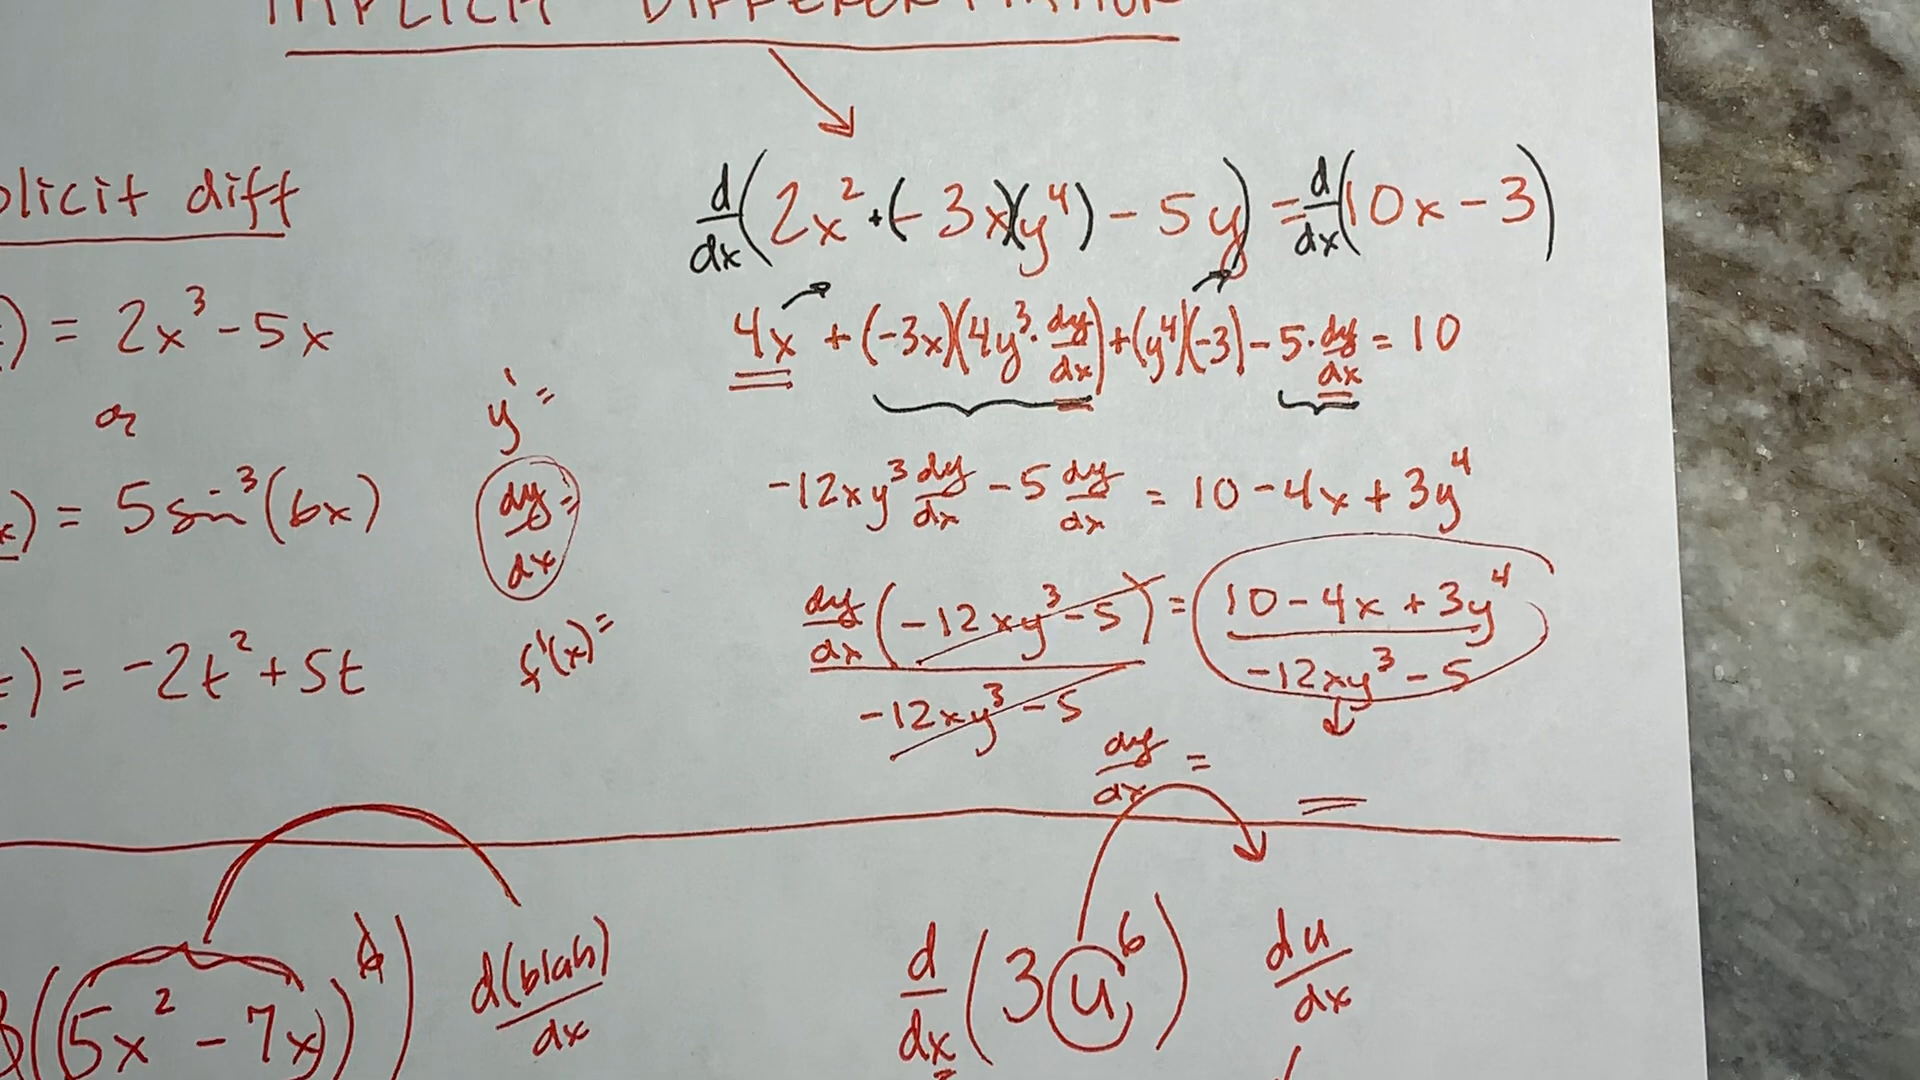 IMPLICIT DIFFERENTIATION
plicit diff
d/dx (2x² + (-3x)(y⁴) - 5y) = d/dx (10x - 3)
) = 2x³ - 5x
4x + (-3x)(4y³ · dy/dx) + (y⁴)(-3) - 5 · dy/dx = 10
or
y' =
-12xy³ dy/dx - 5 dy/dx = 10 - 4x + 3y⁴
x) = 5sin³(6x)
dy/dx =
dy/dx (-12xy³ - 5) / -12xy³ - 5 = 10 - 4x + 3y⁴ / -12xy³ - 5
) = -2t² + 5t
f'(x) =
dy/dx =
((5x² - 7x) ) d(blah)/dx
d/dx (3u⁶) du/dx